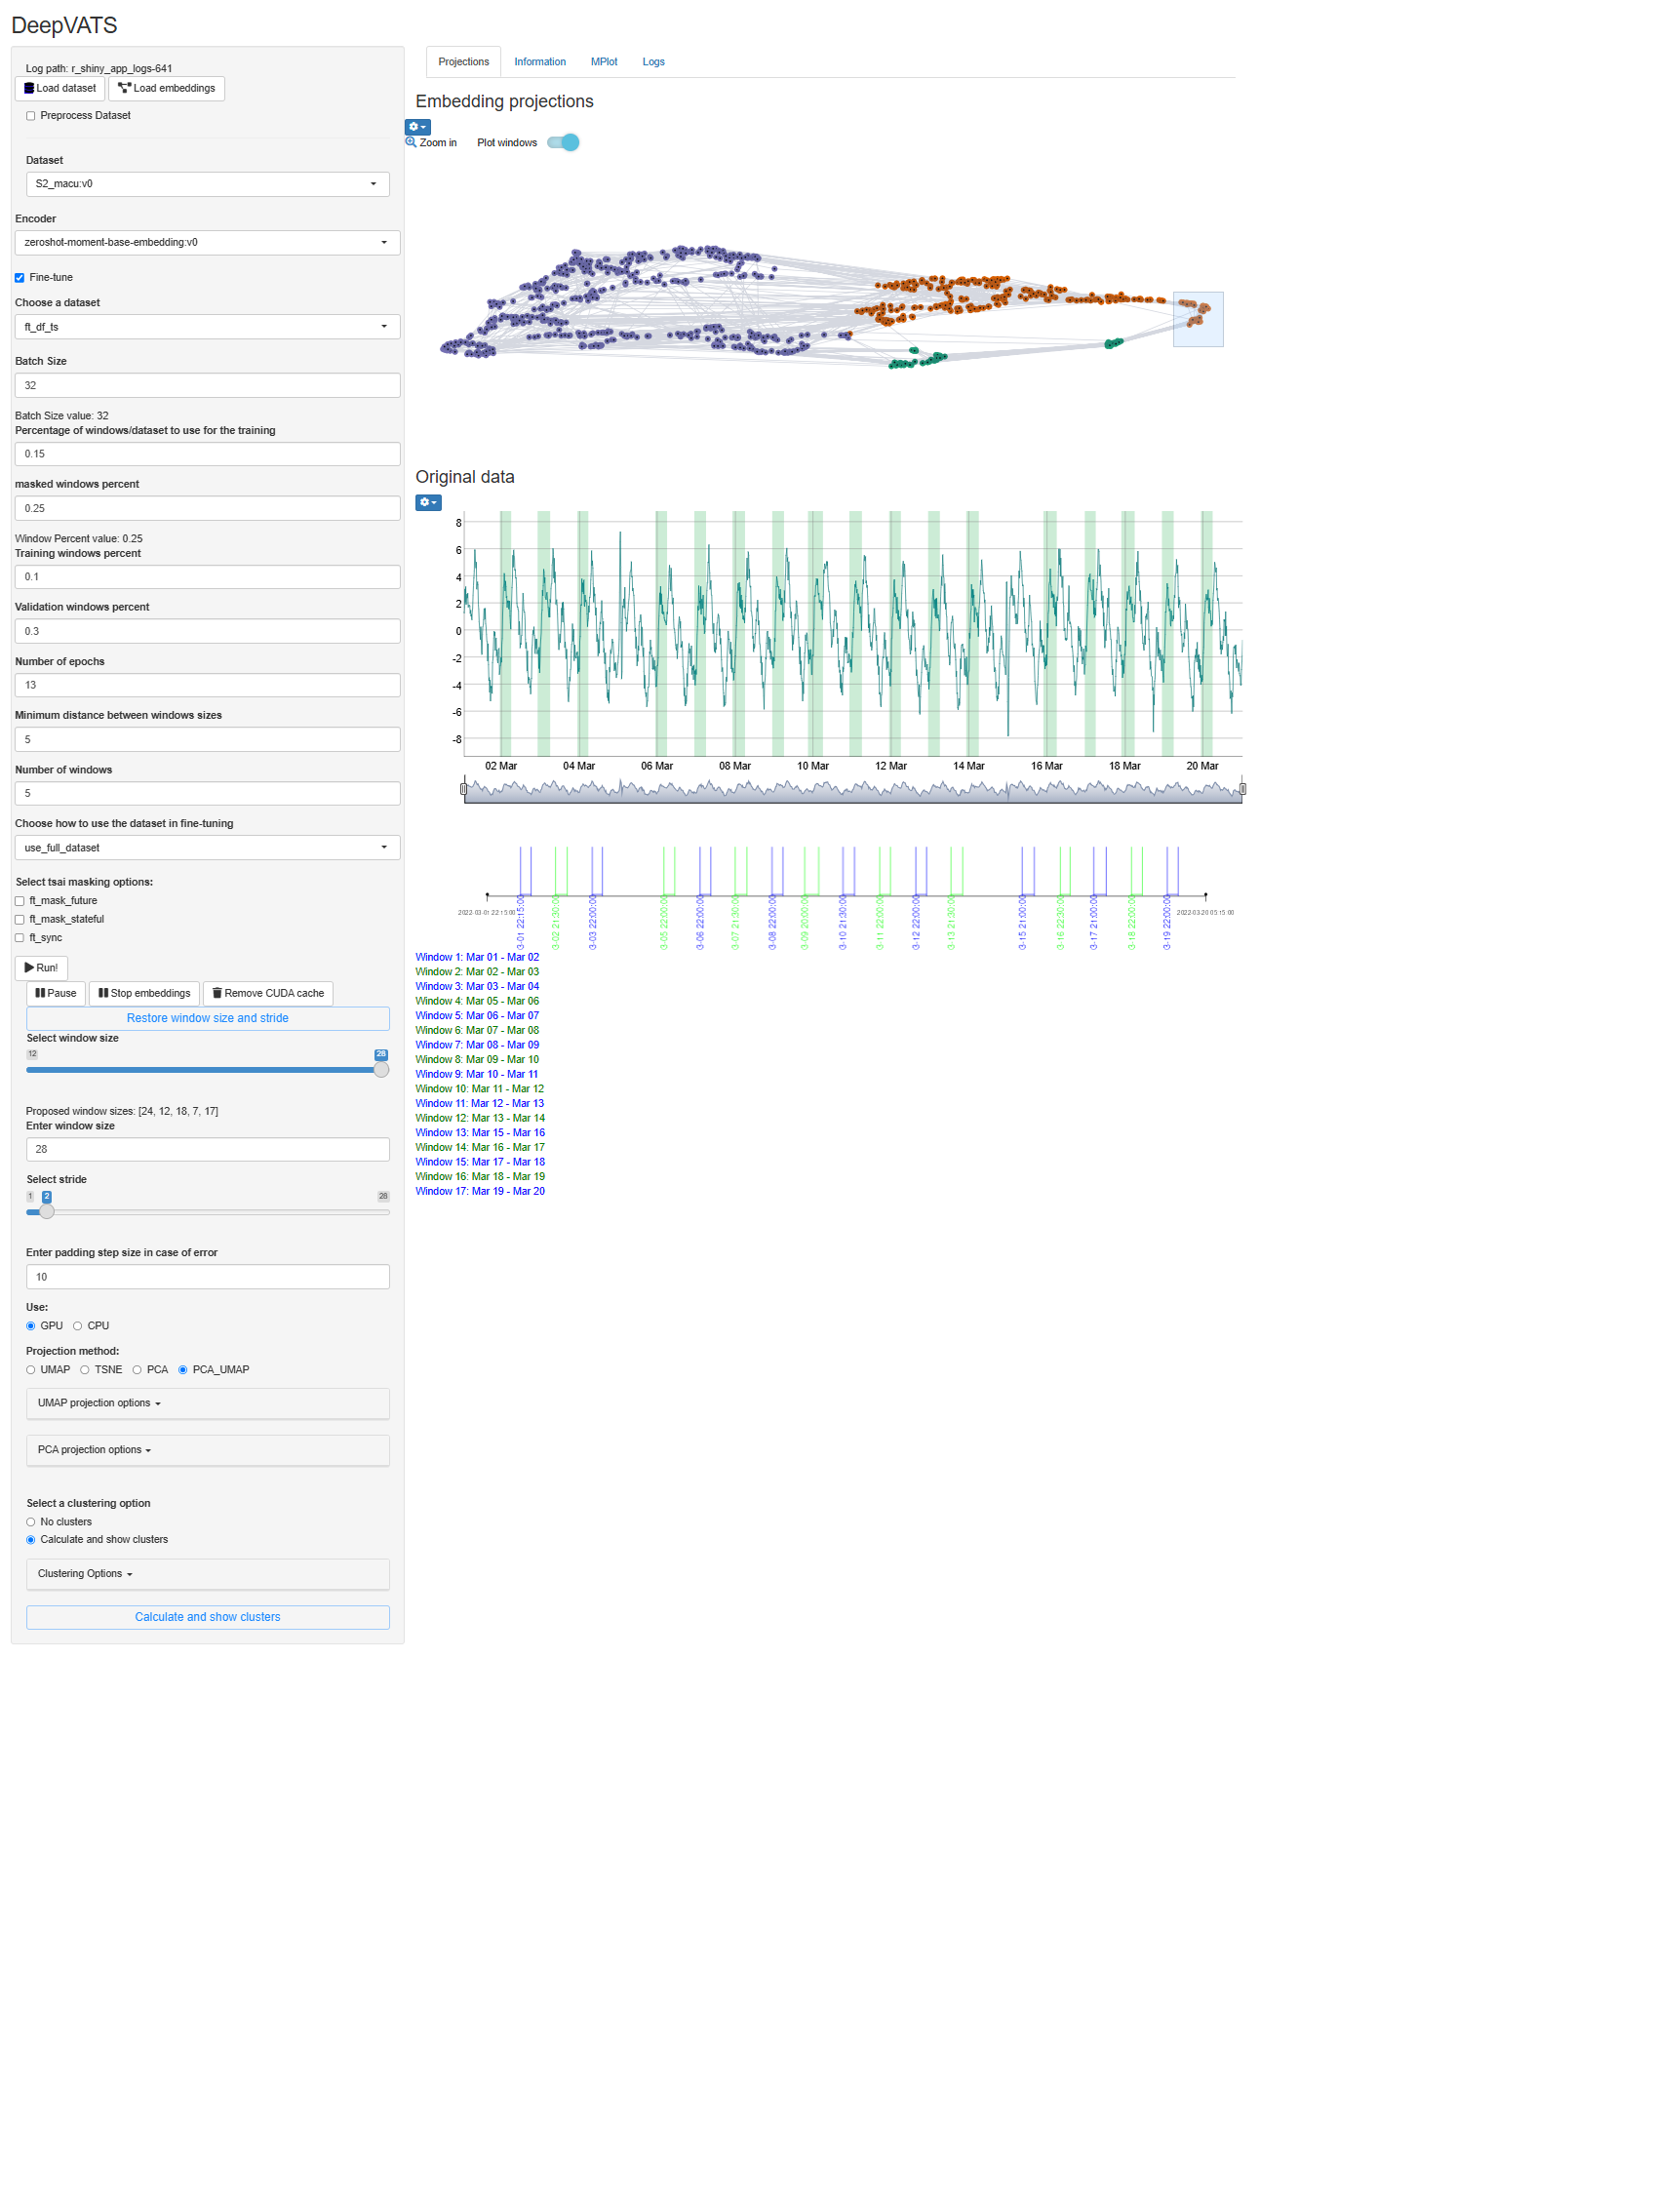 DeepVATS
Log path: r_shiny_app_logs-641
Load dataset Load embeddings
Preprocess Dataset
Dataset
S2_macu:v0
Encoder
zeroshot-moment-base-embedding:v0
Fine-tune
Choose a dataset
ft_df_ts
Batch Size
32
Batch Size value: 32
Percentage of windows/dataset to use for the training
0.15
masked windows percent
0.25
Window Percent value: 0.25
Training windows percent
0.1
Validation windows percent
0.3
Number of epochs
13
Minimum distance between windows sizes
5
Number of windows
5
Choose how to use the dataset in fine-tuning
use_full_dataset
Select tsai masking options:
ft_mask_future
ft_mask_stateful
ft_sync
Run!
Pause Stop embeddings Remove CUDA cache
Restore window size and stride
Select window size
12 28
Proposed window sizes: [24, 12, 18, 7, 17]
Enter window size
28
Select stride
1 2 28
Enter padding step size in case of error
10
Use:
GPU CPU
Projection method:
UMAP TSNE PCA PCA_UMAP
UMAP projection options
PCA projection options
Select a clustering option
No clusters
Calculate and show clusters
Clustering Options
Calculate and show clusters
Projections Information MPlot Logs
Embedding projections
Zoom in Plot windows
Original data
8
6
4
2
0
-2
-4
-6
-8
02 Mar 04 Mar 06 Mar 08 Mar 10 Mar 12 Mar 14 Mar 16 Mar 18 Mar 20 Mar
2022-03-01 22:15:00
3-01 22:15:00
3-02 21:30:00
3-03 22:00:00
3-05 22:00:00
3-06 22:00:00
3-07 21:30:00
3-08 22:00:00
3-09 20:00:00
3-10 21:30:00
3-11 22:00:00
3-12 22:00:00
3-13 21:30:00
3-15 21:00:00
3-16 22:30:00
3-17 21:00:00
3-18 22:00:00
3-19 22:00:00
2022-03-20 05:15:00
Window 1: Mar 01 - Mar 02
Window 2: Mar 02 - Mar 03
Window 3: Mar 03 - Mar 04
Window 4: Mar 05 - Mar 06
Window 5: Mar 06 - Mar 07
Window 6: Mar 07 - Mar 08
Window 7: Mar 08 - Mar 09
Window 8: Mar 09 - Mar 10
Window 9: Mar 10 - Mar 11
Window 10: Mar 11 - Mar 12
Window 11: Mar 12 - Mar 13
Window 12: Mar 13 - Mar 14
Window 13: Mar 15 - Mar 16
Window 14: Mar 16 - Mar 17
Window 15: Mar 17 - Mar 18
Window 16: Mar 18 - Mar 19
Window 17: Mar 19 - Mar 20